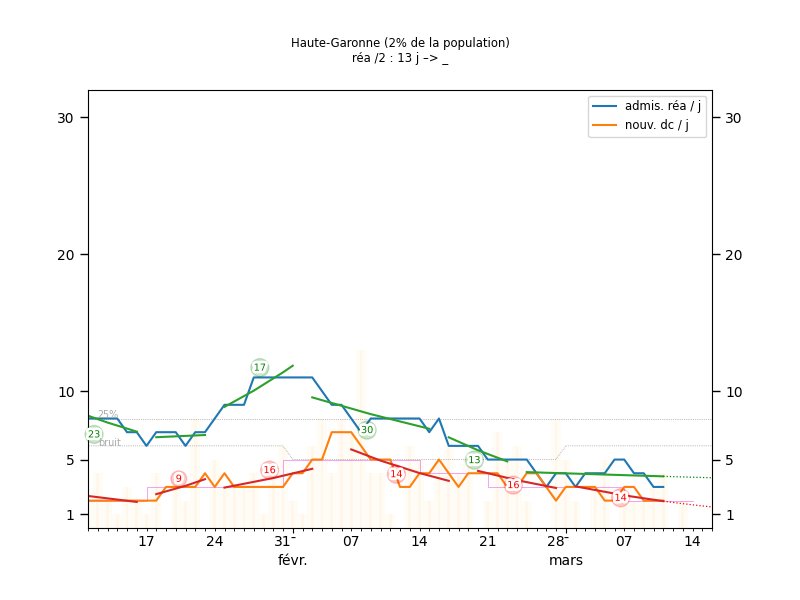 Haute-Garonne (2% de la population)
réa /2 : 13 j –> _
admis. réa / j
nouv. dc / j
30 30
20 20
17
10 10
25%
30
23
bruit
5 13 5
16
9 14
16
14
1 1
17 24 31 07 14 21 28 07 14
févr. mars